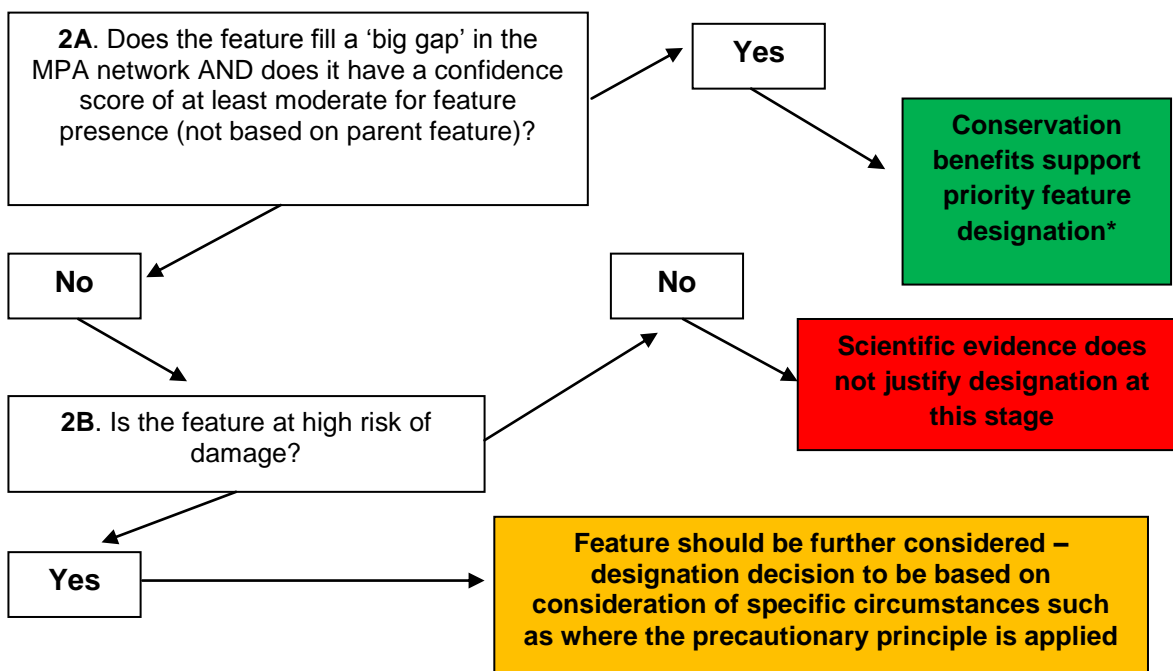 2A. Does the feature fill a ‘big gap’ in the
MPA network AND does it have a confidence
score of at least moderate for feature
presence (not based on parent feature)?
Yes
Conservation
benefits support
priority feature
designation*
No
No
Scientific evidence does
not justify designation at
this stage
2B. Is the feature at high risk of
damage?
Yes
Feature should be further considered –
designation decision to be based on
consideration of specific circumstances such
as where the precautionary principle is applied